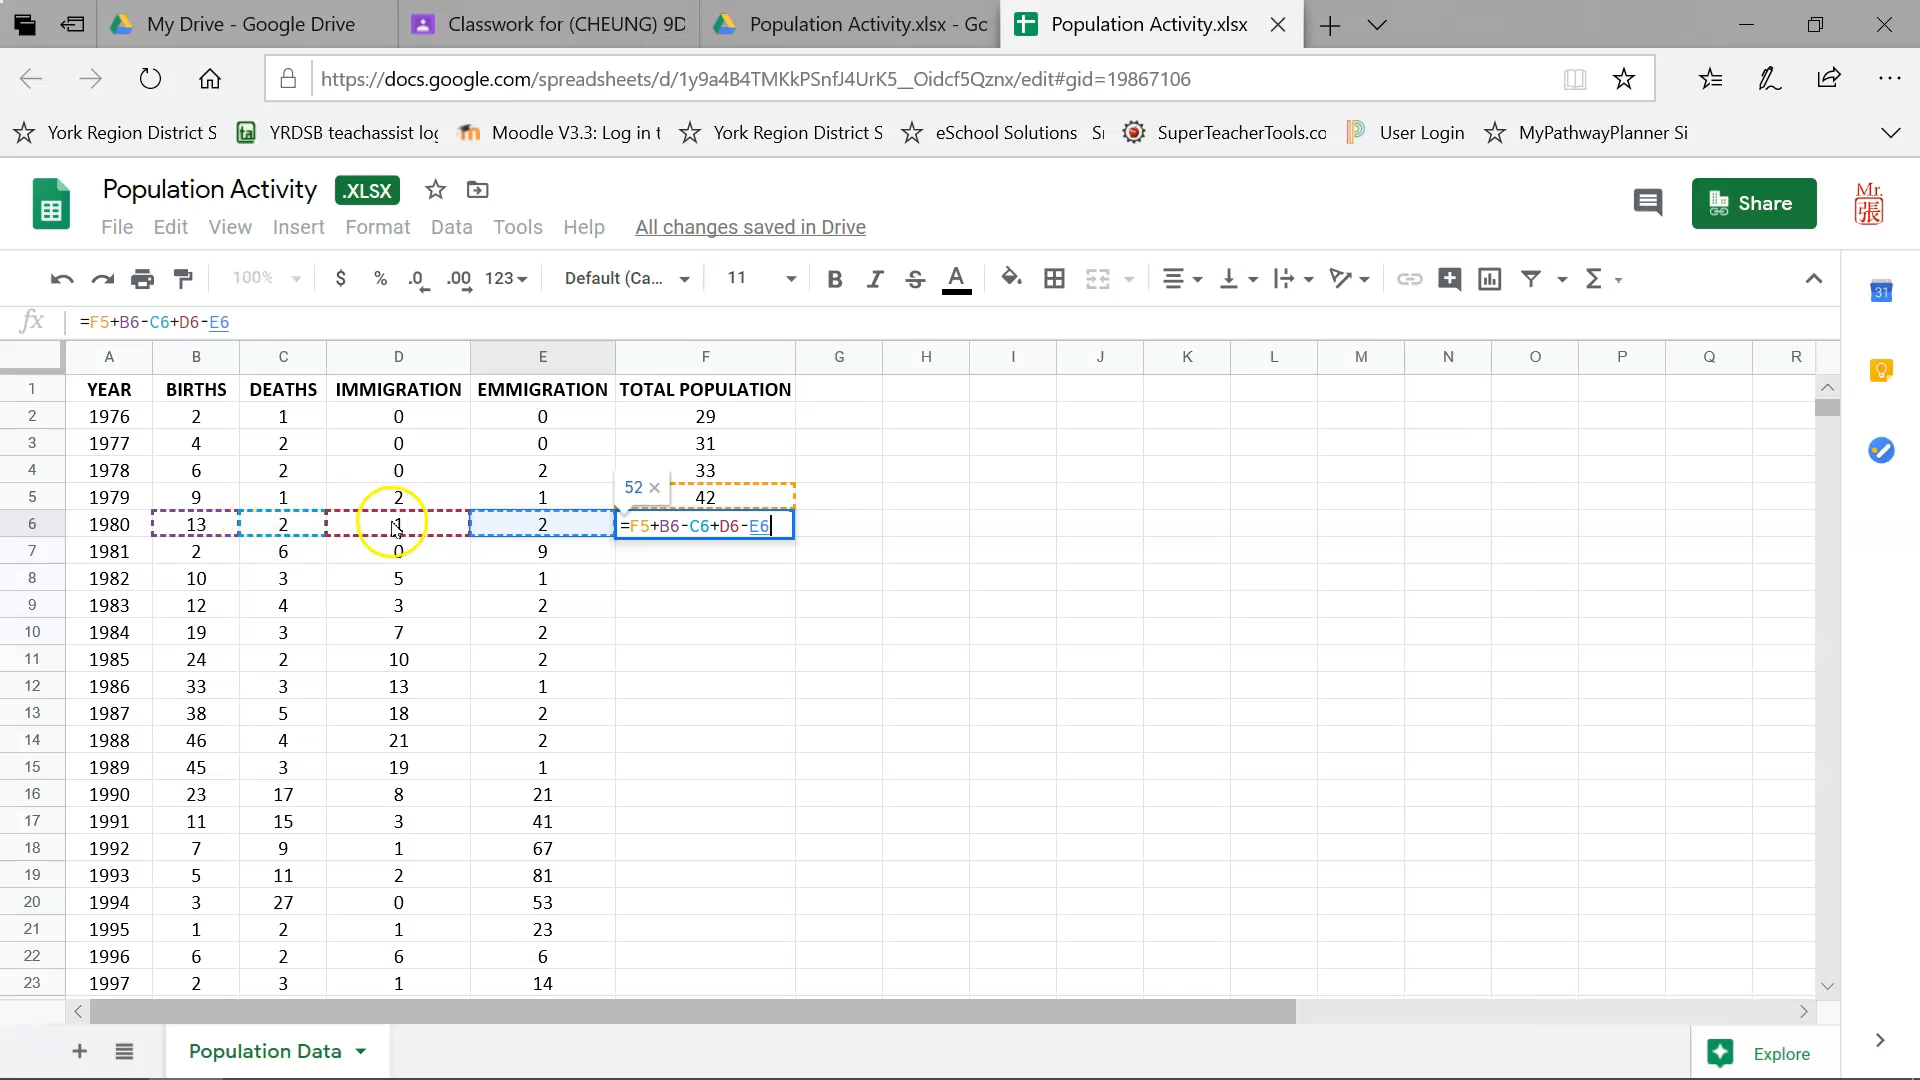 My Drive - Google Drive
Classwork for (CHEUNG) 9D
Population Activity.xlsx - Go
Population Activity.xlsx
https://docs.google.com/spreadsheets/d/1y9a4B4TMKkPSnfJ4UrK5__Oidcf5Qznx/edit#gid=19867106
York Region District S
YRDSB teachassist log
Moodle V3.3: Log in t
York Region District S
eSchool Solutions
SuperTeacherTools.co
User Login
MyPathwayPlanner Si
Population Activity .XLSX
Share
Mr. 張
File Edit View Insert Format Data Tools Help All changes saved in Drive
100% $ % .0 .00 123 Default (Ca... 11 B I S A Σ
31
fx =F5+B6-C6+D6-E6
A B C D E F G H I J K L M N O P Q R
1 YEAR BIRTHS DEATHS IMMIGRATION EMMIGRATION TOTAL POPULATION
2 1976 2 1 0 0 29
3 1977 4 2 0 0 31
4 1978 6 2 0 2 33
52 ×
5 1979 9 1 2 1 42
6 1980 13 2 1 2 =F5+B6-C6+D6-E6
7 1981 2 6 0 9
8 1982 10 3 5 1
9 1983 12 4 3 2
10 1984 19 3 7 2
11 1985 24 2 10 2
12 1986 33 3 13 1
13 1987 38 5 18 2
14 1988 46 4 21 2
15 1989 45 3 19 1
16 1990 23 17 8 21
17 1991 11 15 3 41
18 1992 7 9 1 67
19 1993 5 11 2 81
20 1994 3 27 0 53
21 1995 1 2 1 23
22 1996 6 2 6 6
23 1997 2 3 1 14
Population Data
Explore